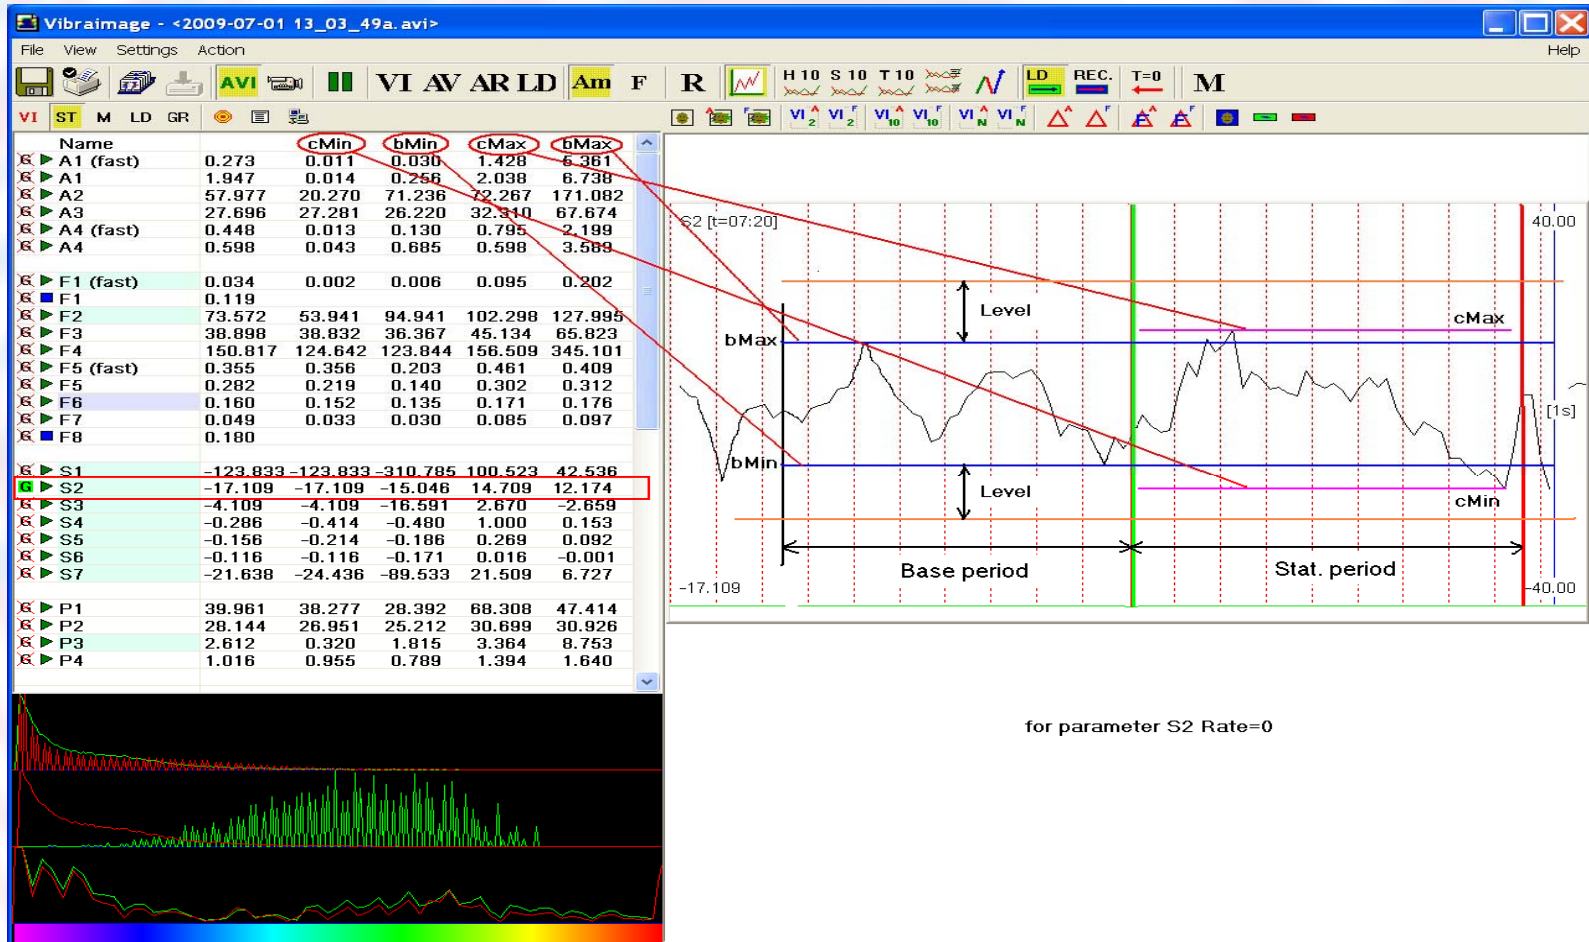 Vibraimage - <2009-07-01 13_03_49a.avi>
File View Settings Action Help
AVI VI AV AR LD Am F R H 10 S 10 T 10 LD REC. T=0 M
VI ST M LD GR VI 2 A VI 2 F VI 10 A VI 10 F VI N A VI N F A F A F
Name cMin bMin cMax bMax
G A1 (fast) 0.273 0.011 0.030 1.428 5.361
G A1 1.947 0.014 0.256 2.038 6.738
G A2 57.977 20.270 71.236 72.267 171.082
G A3 27.696 27.281 26.220 32.310 67.674
G A4 (fast) 0.448 0.013 0.130 0.795 2.199
G A4 0.598 0.043 0.685 0.598 3.589
G F1 (fast) 0.034 0.002 0.006 0.095 0.202
G F1 0.119
G F2 73.572 53.941 94.941 102.298 127.995
G F3 38.898 38.832 36.367 45.134 65.823
G F4 150.817 124.642 123.844 156.509 345.101
G F5 (fast) 0.355 0.356 0.203 0.461 0.409
G F5 0.282 0.219 0.140 0.302 0.312
G F6 0.160 0.152 0.135 0.171 0.176
G F7 0.049 0.033 0.030 0.085 0.097
G F8 0.180
G S1 -123.833 -123.833 -310.785 100.523 42.536
G S2 -17.109 -17.109 -15.046 14.709 12.174
G S3 -4.109 -4.109 -16.591 2.670 -2.659
G S4 -0.286 -0.414 -0.480 1.000 0.153
G S5 -0.156 -0.214 -0.186 0.269 0.092
G S6 -0.116 -0.116 -0.171 0.016 -0.001
G S7 -21.638 -24.436 -89.533 21.509 6.727
G P1 39.961 38.277 28.392 68.308 47.414
G P2 28.144 26.951 25.212 30.699 30.926
G P3 2.612 0.320 1.815 3.364 8.753
G P4 1.016 0.955 0.789 1.394 1.640
S2 [t=07:20] 40.00
Level
cMax
bMax
[1s]
bMin
Level
cMin
Base period Stat. period
-17.109 -40.00
for parameter S2 Rate=0